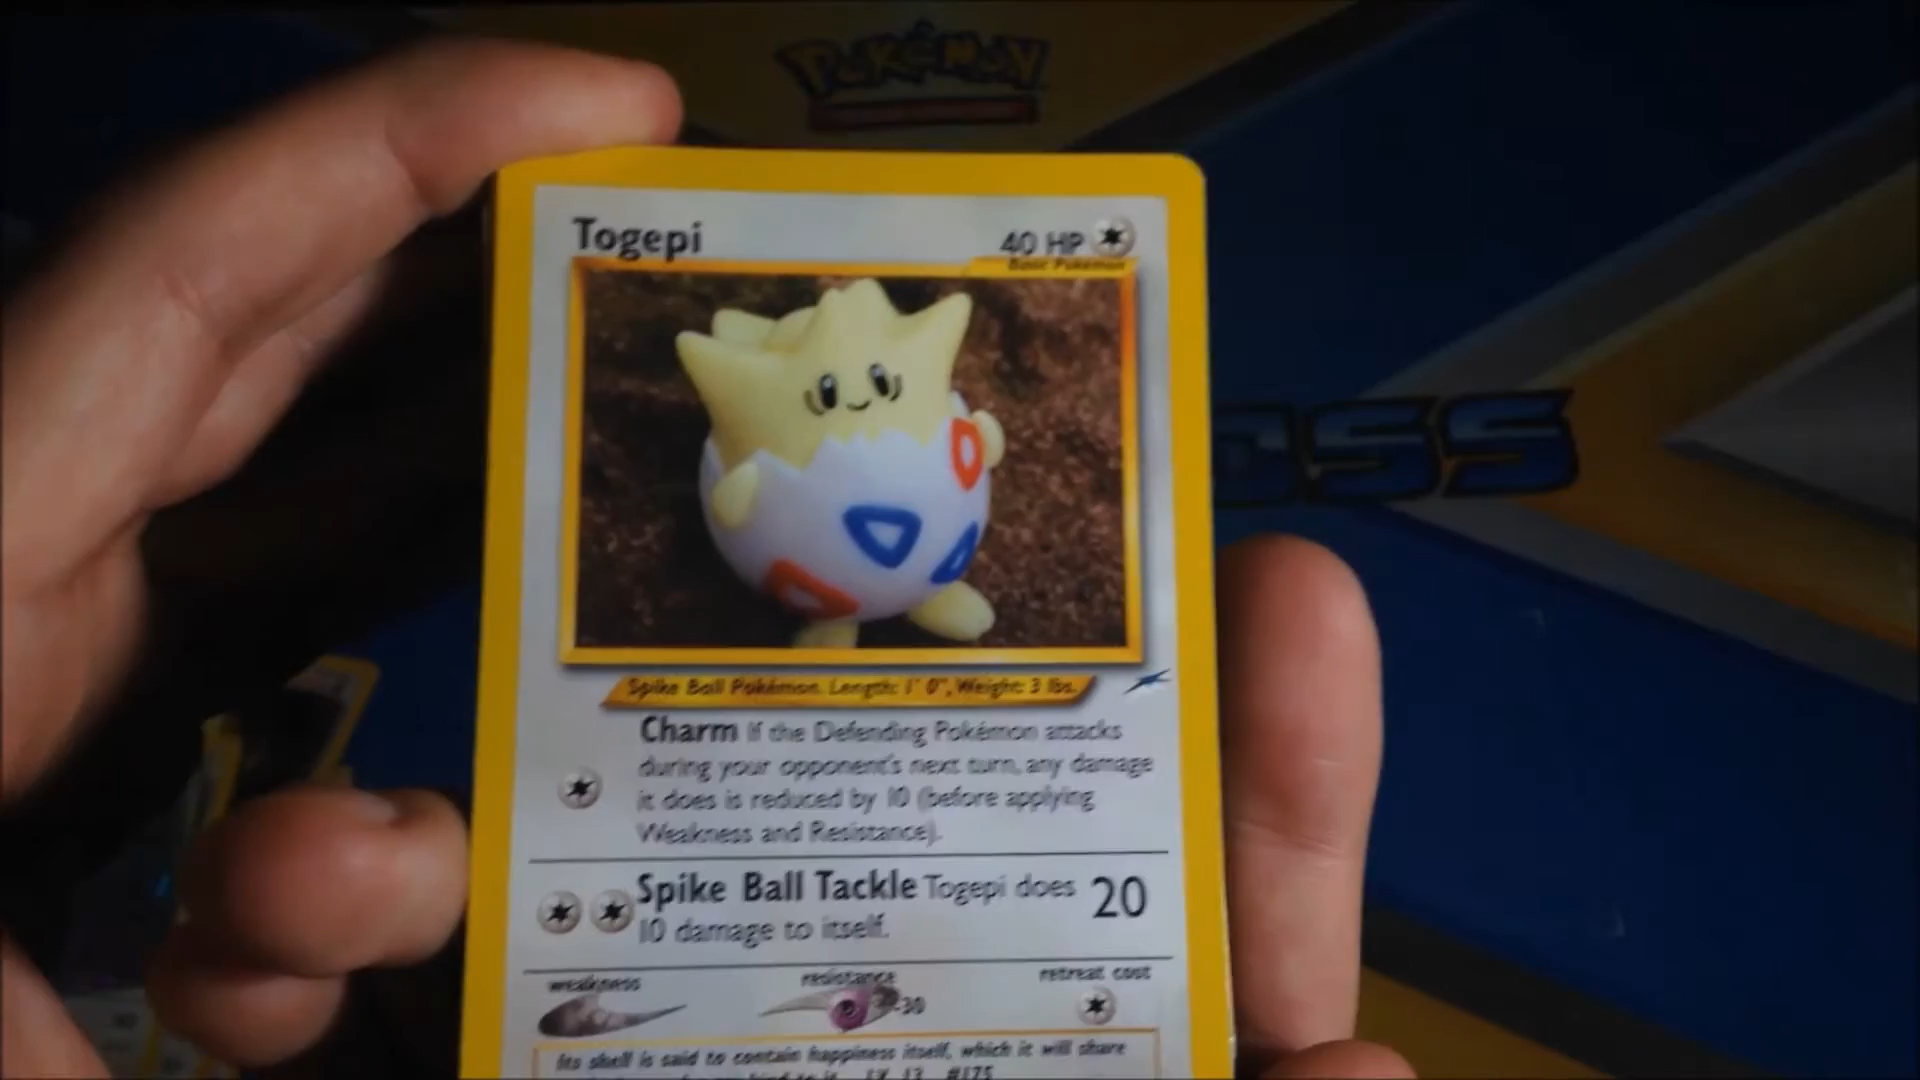 POKÉMON
Togepi
40 HP
Basic Pokémon
OSS
Spike Ball Pokémon. Length: 1' 0", Weight: 3 lbs.
Charm If the Defending Pokémon attacks
during your opponent's next turn, any damage
it does is reduced by 10 (before applying
Weakness and Resistance).
Spike Ball Tackle Togepi does 20
10 damage to itself.
weakness
resistance
retreat cost
-30
Its shell is said to contain happiness itself, which it will share
LV. 13 #175